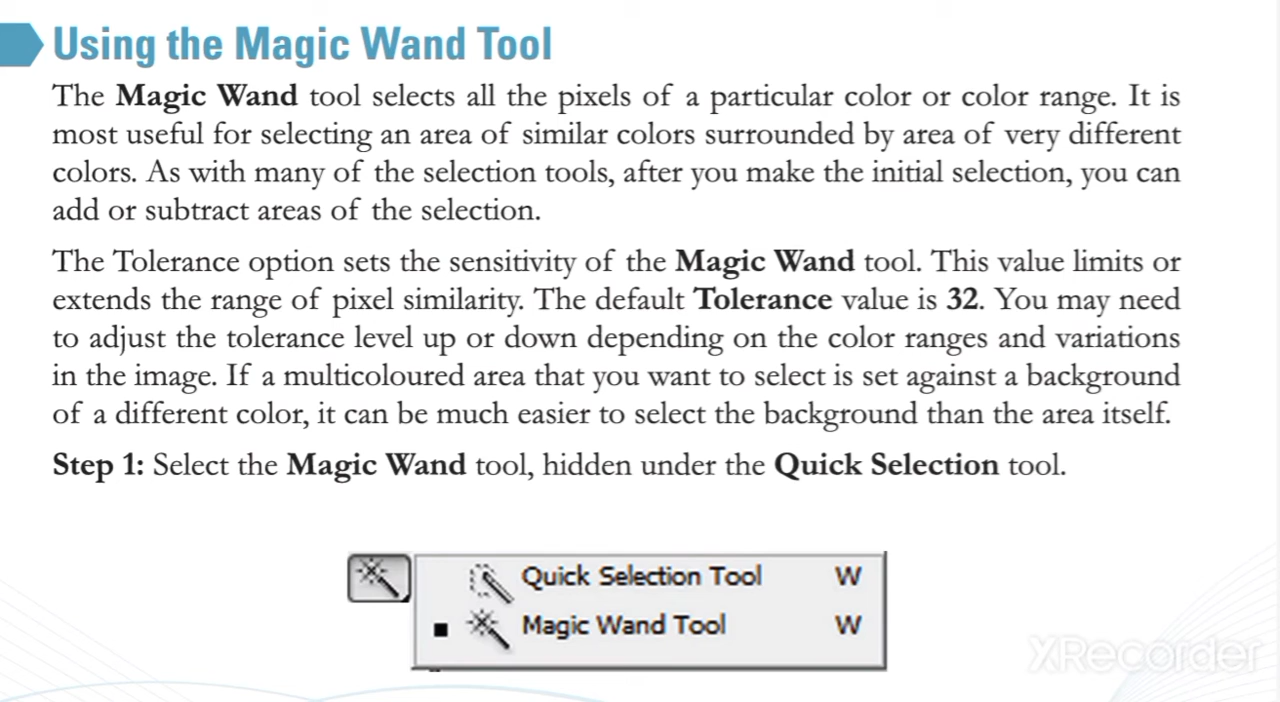 Using the Magic Wand Tool
The Magic Wand tool selects all the pixels of a particular color or color range. It is
most useful for selecting an area of similar colors surrounded by area of very different
colors. As with many of the selection tools, after you make the initial selection, you can
add or subtract areas of the selection.
The Tolerance option sets the sensitivity of the Magic Wand tool. This value limits or
extends the range of pixel similarity. The default Tolerance value is 32. You may need
to adjust the tolerance level up or down depending on the color ranges and variations
in the image. If a multicoloured area that you want to select is set against a background
of a different color, it can be much easier to select the background than the area itself.
Step 1: Select the Magic Wand tool, hidden under the Quick Selection tool.
Quick Selection Tool W
Magic Wand Tool W
XRecorder